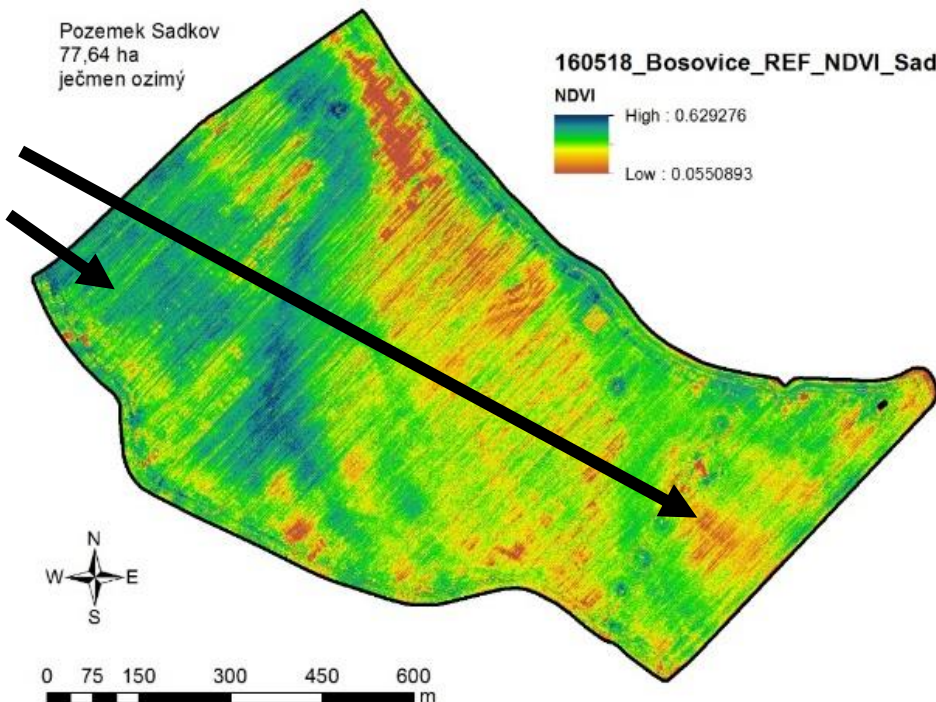 Pozemek Sadkov
77,64 ha
ječmen ozimý
160518_Bosovice_REF_NDVI_Sad
NDVI
High : 0.629276
Low : 0.0550893
N
W E
S
0 75 150 300 450 600
m